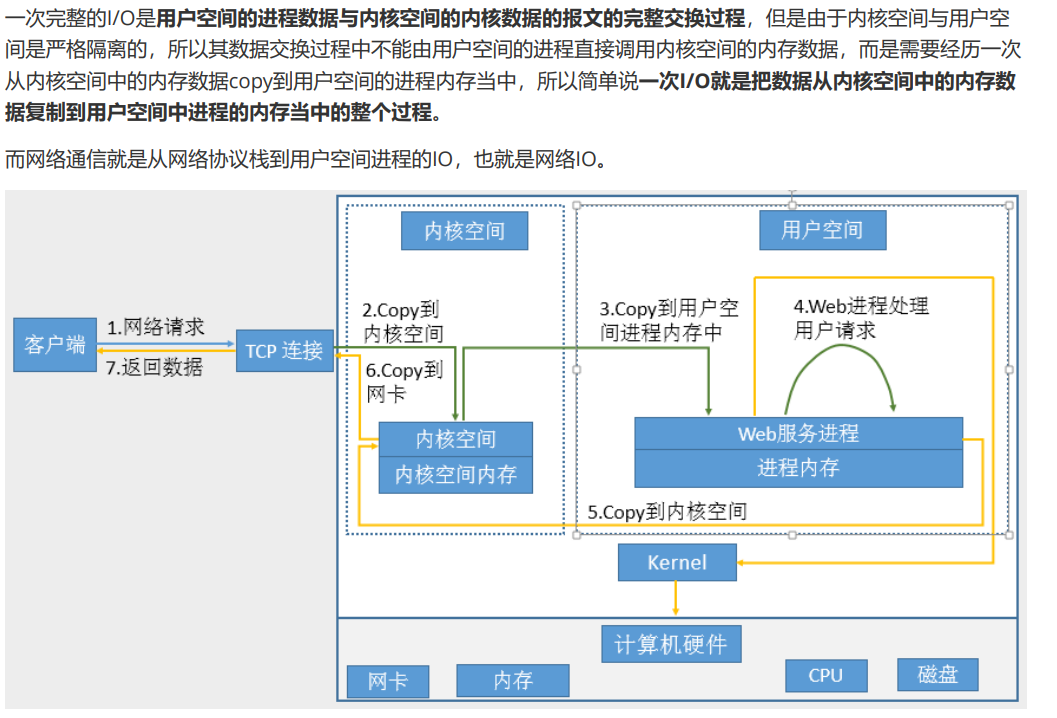 一次完整的I/O是用户空间的进程数据与内核空间的内核数据的报文的完整交换过程，但是由于内核空间与用户空
间是严格隔离的，所以其数据交换过程中不能由用户空间的进程直接调用内核空间的内存数据，而是需要经历一次
从内核空间中的内存数据copy到用户空间的进程内存当中，所以简单说一次I/O就是把数据从内核空间中的内存数
据复制到用户空间中进程的内存当中的整个过程。
而网络通信就是从网络协议栈到用户空间进程的IO，也就是网络IO。
内核空间
用户空间
客户端
1.网络请求
7.返回数据
TCP 连接
2.Copy到
内核空间
6.Copy到
网卡
3.Copy到用户空
间进程内存中
4.Web进程处理
用户请求
内核空间
内核空间内存
Web服务进程
进程内存
5.Copy到内核空间
Kernel
计算机硬件
网卡
内存
CPU
磁盘